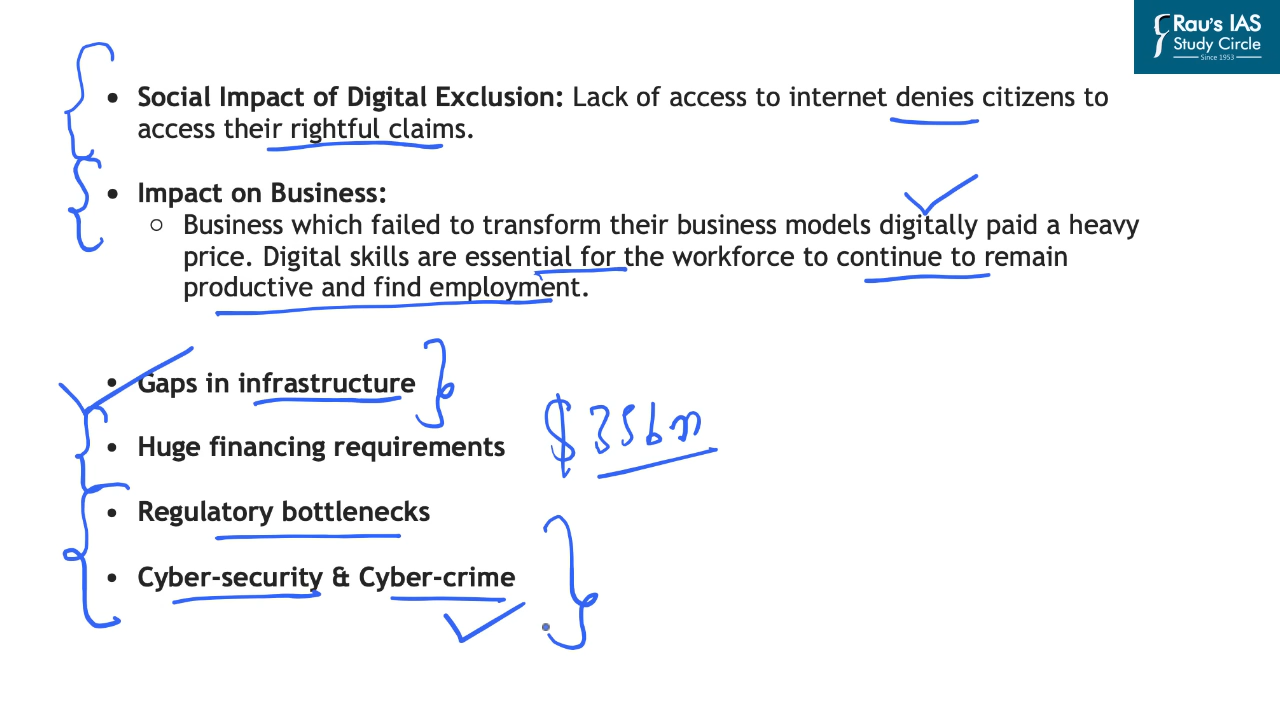 Rau's IAS
Study Circle
Since 1953
• Social Impact of Digital Exclusion: Lack of access to internet denies citizens to
access their rightful claims.
• Impact on Business:
○ Business which failed to transform their business models digitally paid a heavy
price. Digital skills are essential for the workforce to continue to remain
productive and find employment.
• Gaps in infrastructure
• Huge financing requirements
$ 35bn
• Regulatory bottlenecks
• Cyber-security & Cyber-crime